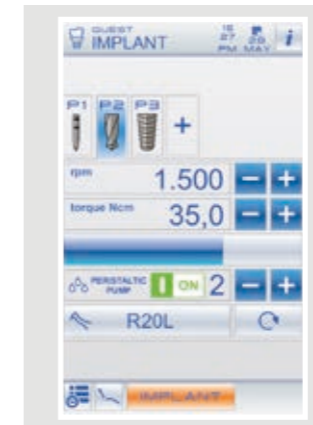 GUEST
IMPLANT
16 27 PM
29 MAY
i
P1 P2 P3 +
rpm 1.500 - +
torque Ncm 35,0 - +
PERISTALTIC PUMP ON 2 - +
R20L
IMPLANT